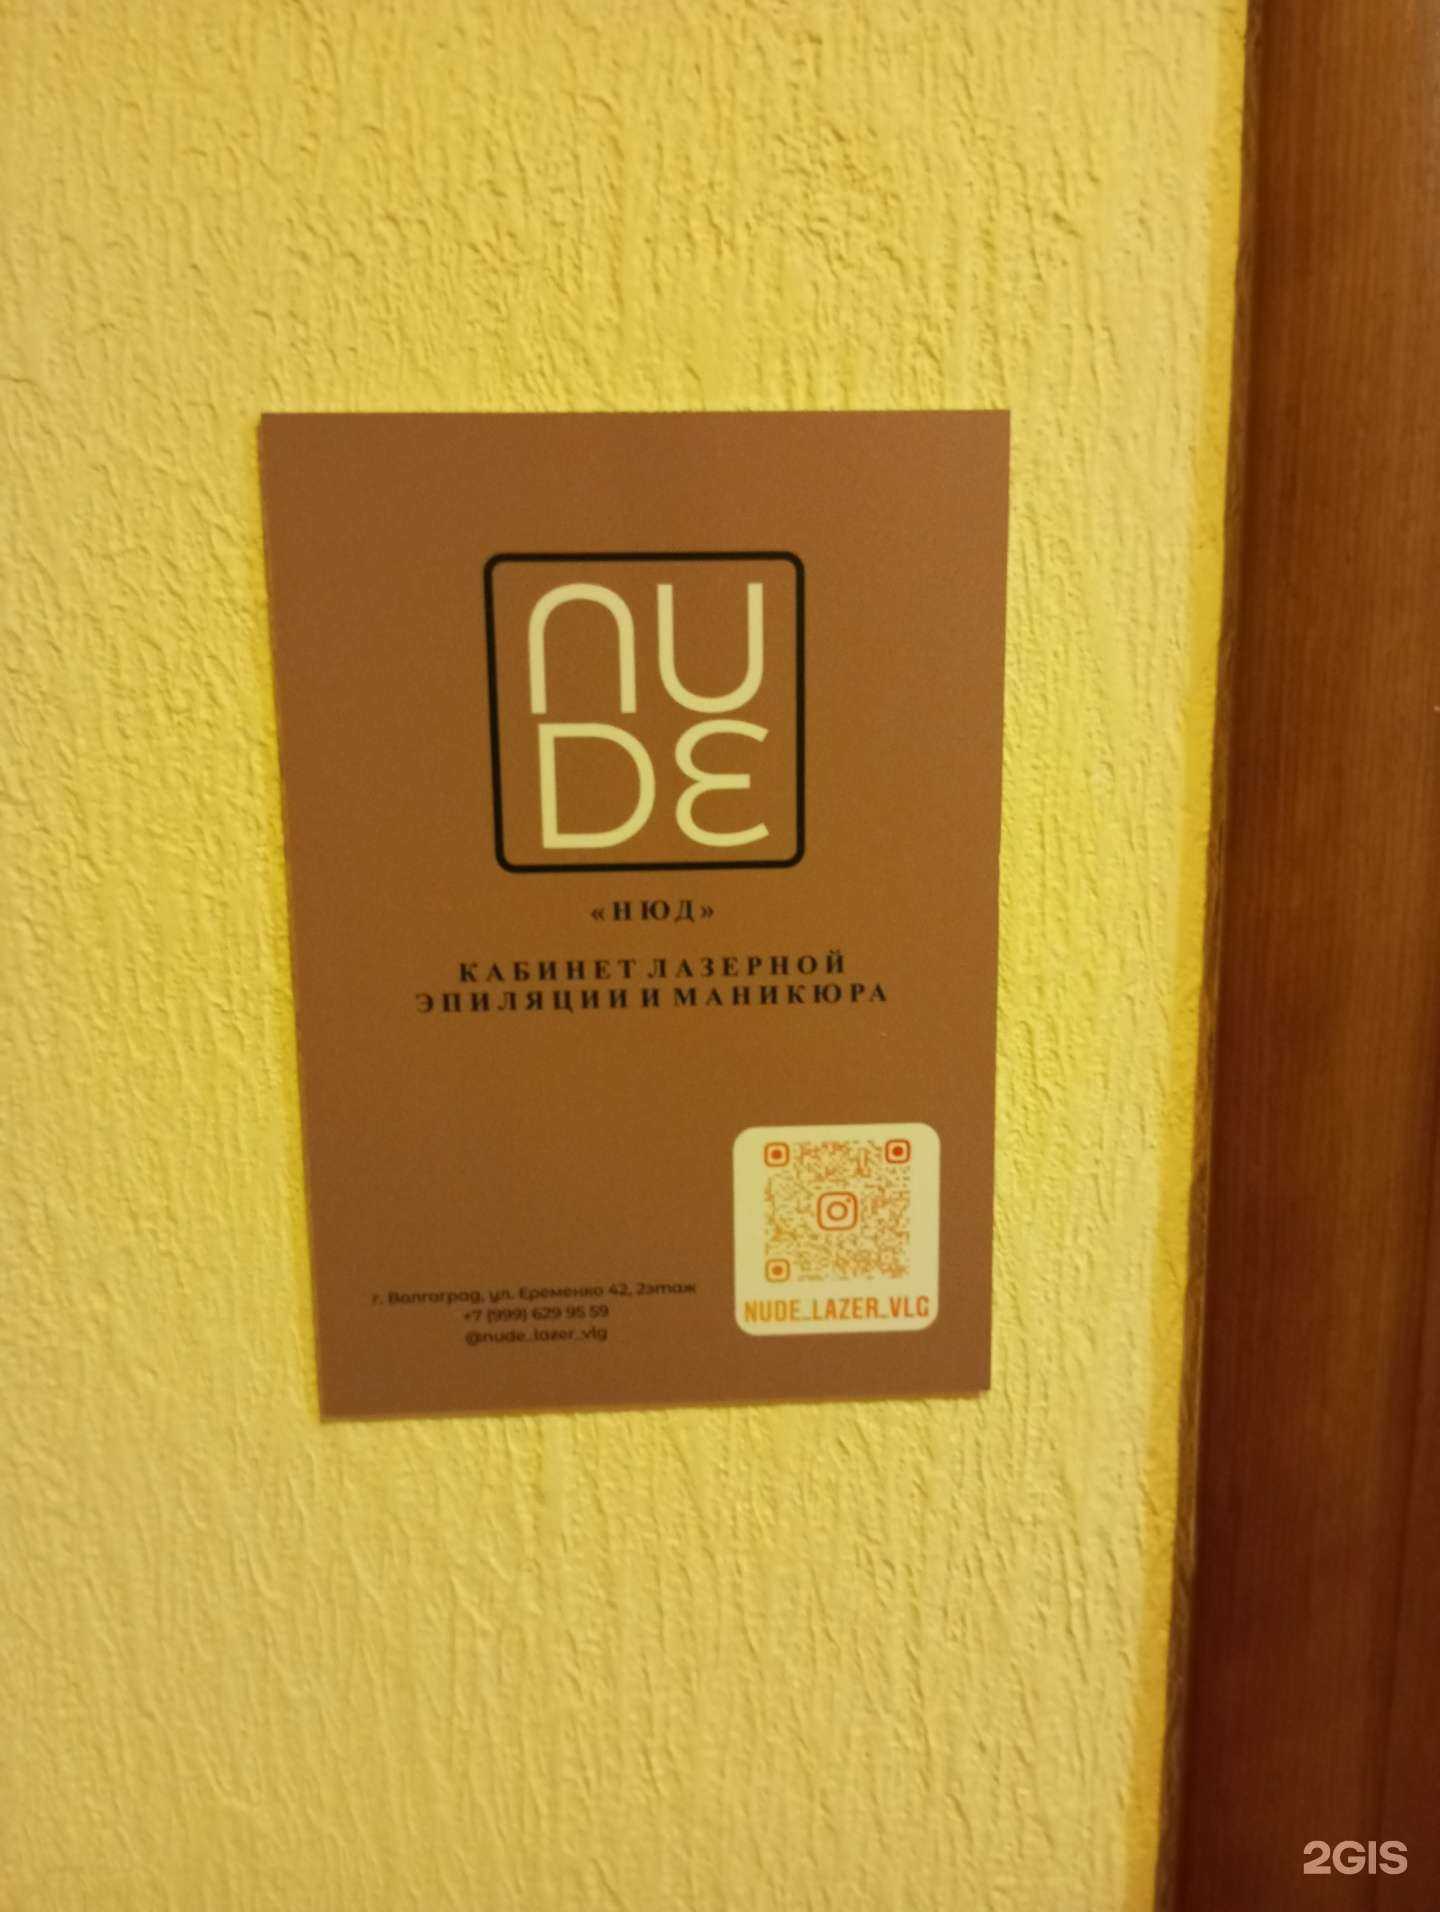 NU
DE
«НЮД»
КАБИНЕТ ЛАЗЕРНОЙ
ЭПИЛЯЦИИ И МАНИКЮРА
г. Волгоград, ул. Еременко 42, 2этаж
+7 (999) 629 95 59
@nude_lazer_vlg
NUDE_LAZER_VLG
2GIS